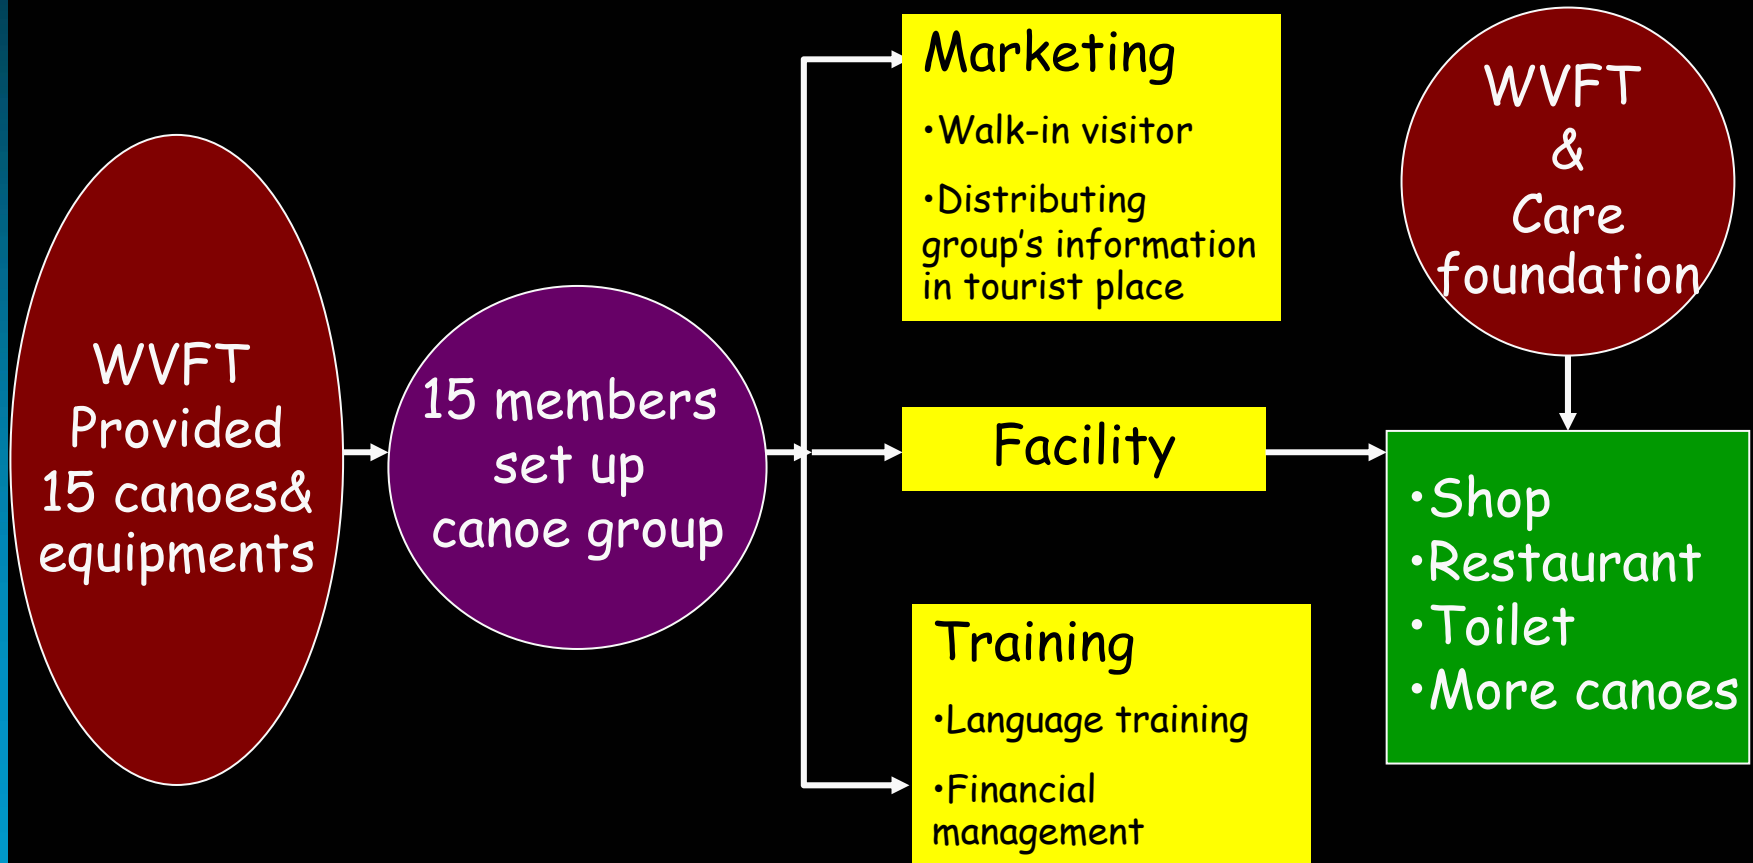 WVFT
Provided
15 canoes&
equipments
15 members
set up
canoe group
Marketing
•Walk-in visitor
•Distributing
group's information
in tourist place
Facility
Training
•Language training
•Financial
management
WVFT
&
Care
foundation
•Shop
•Restaurant
•Toilet
•More canoes